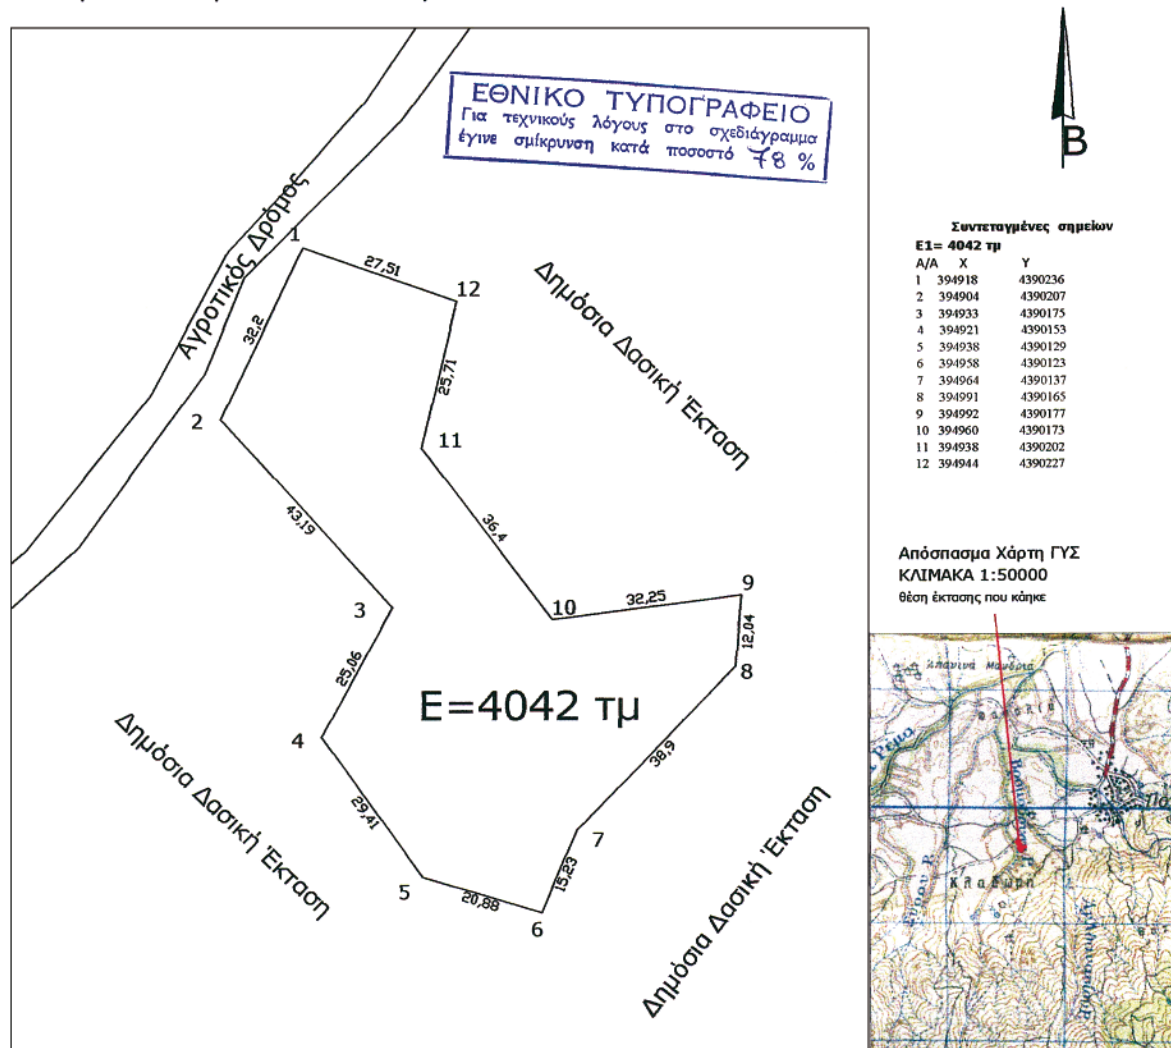 ΕΘΝΙΚΟ ΤΥΠΟΓΡΑΦΕΙΟ
Για τεχνικούς λόγους στο σχεδιάγραμμα
έγινε σμίκρυνση κατά ποσοστό 78 %
Β
Αγροτικός Δρόμος
1
27,51
12
32,2
25,71
2
11
Δημόσια Δασική Έκταση
43,19
36,4
3
10
32,25
9
12,04
8
25,06
Ε=4042 τμ
4
38,9
Δημόσια Δασική Έκταση
29,41
7
15,23
5
20,88
6
Δημόσια Δασική Έκταση
Συντεταγμένες σημείων
Ε1= 4042 τμ
Α/Α Χ Υ
1 394918 4390236
2 394904 4390207
3 394933 4390175
4 394921 4390153
5 394938 4390129
6 394958 4390123
7 394964 4390137
8 394991 4390165
9 394992 4390177
10 394960 4390173
11 394938 4390202
12 394944 4390227
Απόσπασμα Χάρτη ΓΥΣ
ΚΛΙΜΑΚΑ 1:50000
θέση έκτασης που κάηκε
Μανδριά
Ρέμα
Κλαδωρή